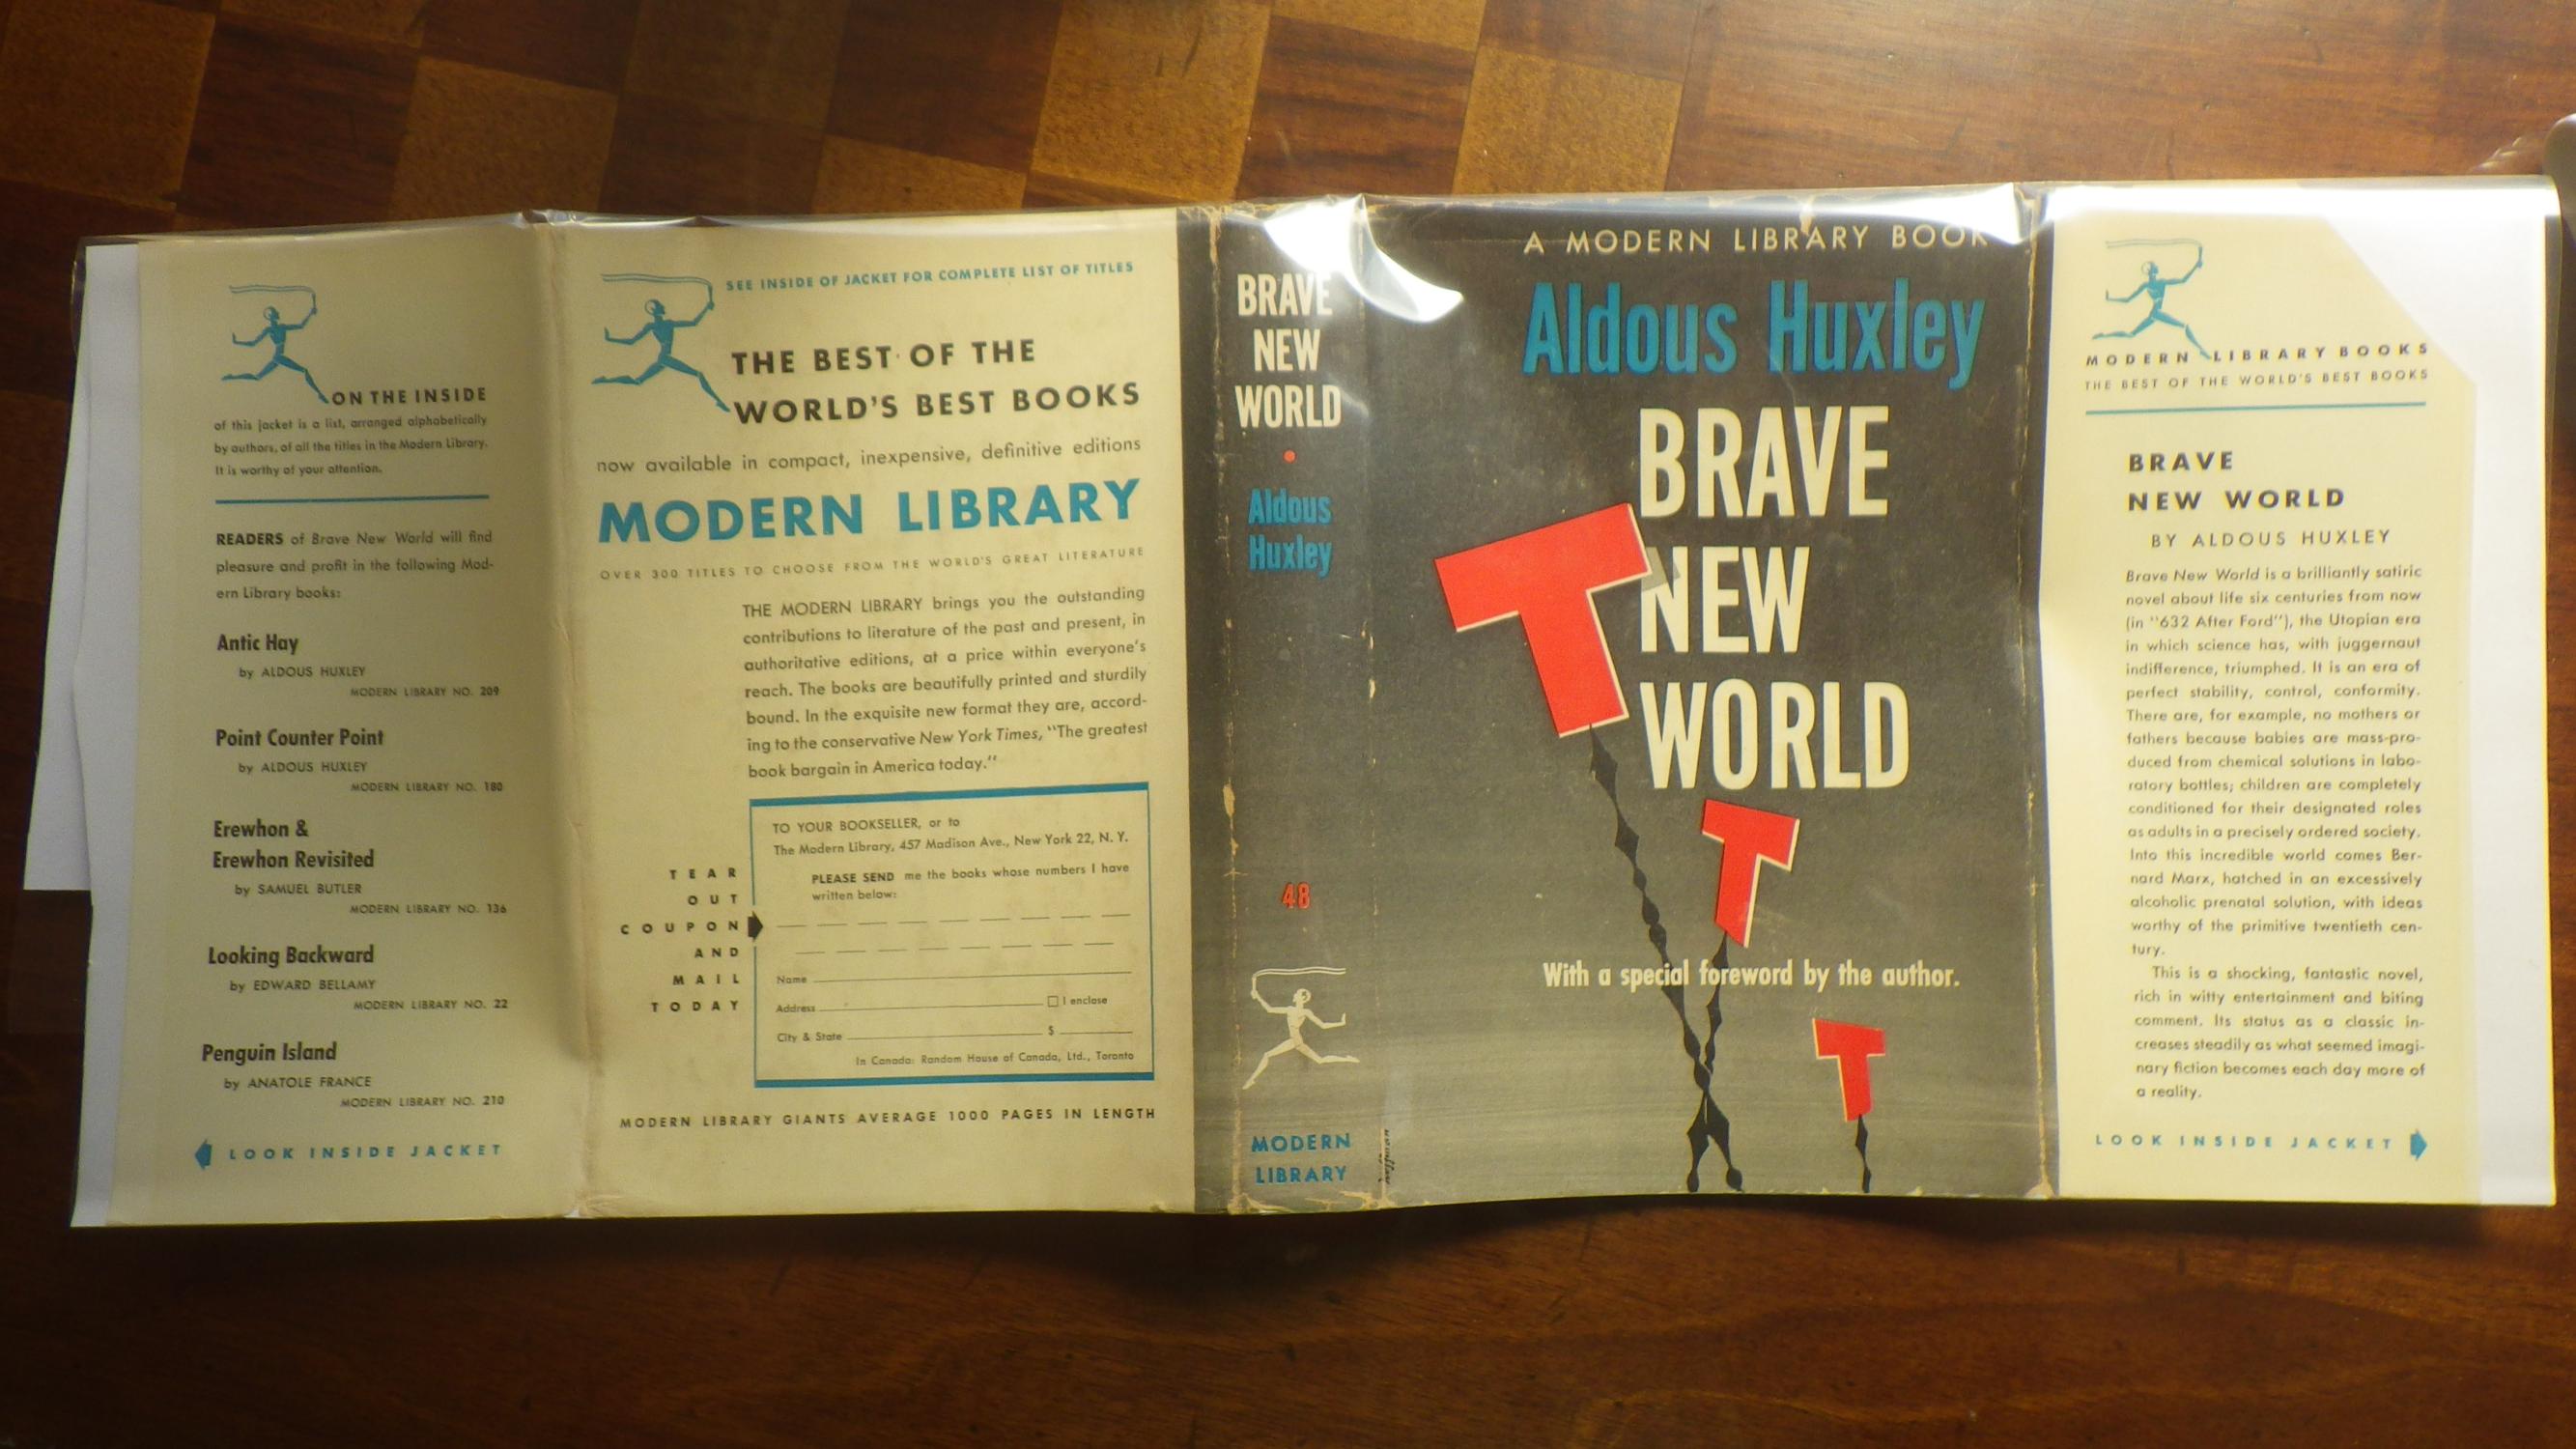 ON THE INSIDE
of this jacket is a list, arranged alphabetically
by authors, of all the titles in the Modern Library.
It is worthy of your attention.
READERS of Brave New World will find
pleasure and profit in the following Mod-
ern Library books:
Antic Hay
by ALDOUS HUXLEY
MODERN LIBRARY NO. 209
Point Counter Point
by ALDOUS HUXLEY
MODERN LIBRARY NO. 180
Erewhon &
Erewhon Revisited
by SAMUEL BUTLER
MODERN LIBRARY NO. 136
Looking Backward
by EDWARD BELLAMY
MODERN LIBRARY NO. 22
Penguin Island
by ANATOLE FRANCE
MODERN LIBRARY NO. 210
LOOK INSIDE JACKET
SEE INSIDE OF JACKET FOR COMPLETE LIST OF TITLES
THE BEST OF THE
WORLD'S BEST BOOKS
now available in compact, inexpensive, definitive editions
MODERN LIBRARY
OVER 300 TITLES TO CHOOSE FROM THE WORLD'S GREAT LITERATURE
THE MODERN LIBRARY brings you the outstanding
contributions to literature of the past and present, in
authoritative editions, at a price within everyone's
reach. The books are beautifully printed and sturdily
bound. In the exquisite new format they are, accord-
ing to the conservative New York Times, "The greatest
book bargain in America today."
TEAR
OUT
COUPON
AND
MAIL
TODAY
TO YOUR BOOKSELLER, or to
The Modern Library, 457 Madison Ave., New York 22, N. Y.
PLEASE SEND me the books whose numbers I have
written below:
Name
Address I enclose
City & State $
In Canada: Random House of Canada, Ltd., Toronto
MODERN LIBRARY GIANTS AVERAGE 1000 PAGES IN LENGTH
BRAVE
NEW
WORLD
Aldous
Huxley
48
MODERN
LIBRARY
A MODERN LIBRARY BOOK
Aldous Huxley
BRAVE
NEW
WORLD
T
T
With a special foreword by the author.
T
MODERN LIBRARY BOOKS
THE BEST OF THE WORLD'S BEST BOOKS
BRAVE
NEW WORLD
BY ALDOUS HUXLEY
Brave New World is a brilliantly satiric
novel about life six centuries from now
(in "632 After Ford"), the Utopian era
in which science has, with juggernaut
indifference, triumphed. It is an era of
perfect stability, control, conformity.
There are, for example, no mothers or
fathers because babies are mass-pro-
duced from chemical solutions in labo-
ratory bottles; children are completely
conditioned for their designated roles
as adults in a precisely ordered society.
Into this incredible world comes Ber-
nard Marx, hatched in an excessively
alcoholic prenatal solution, with ideas
worthy of the primitive twentieth cen-
tury.
This is a shocking, fantastic novel,
rich in witty entertainment and biting
comment. Its status as a classic in-
creases steadily as what seemed imagi-
nary fiction becomes each day more of
a reality.
LOOK INSIDE JACKET